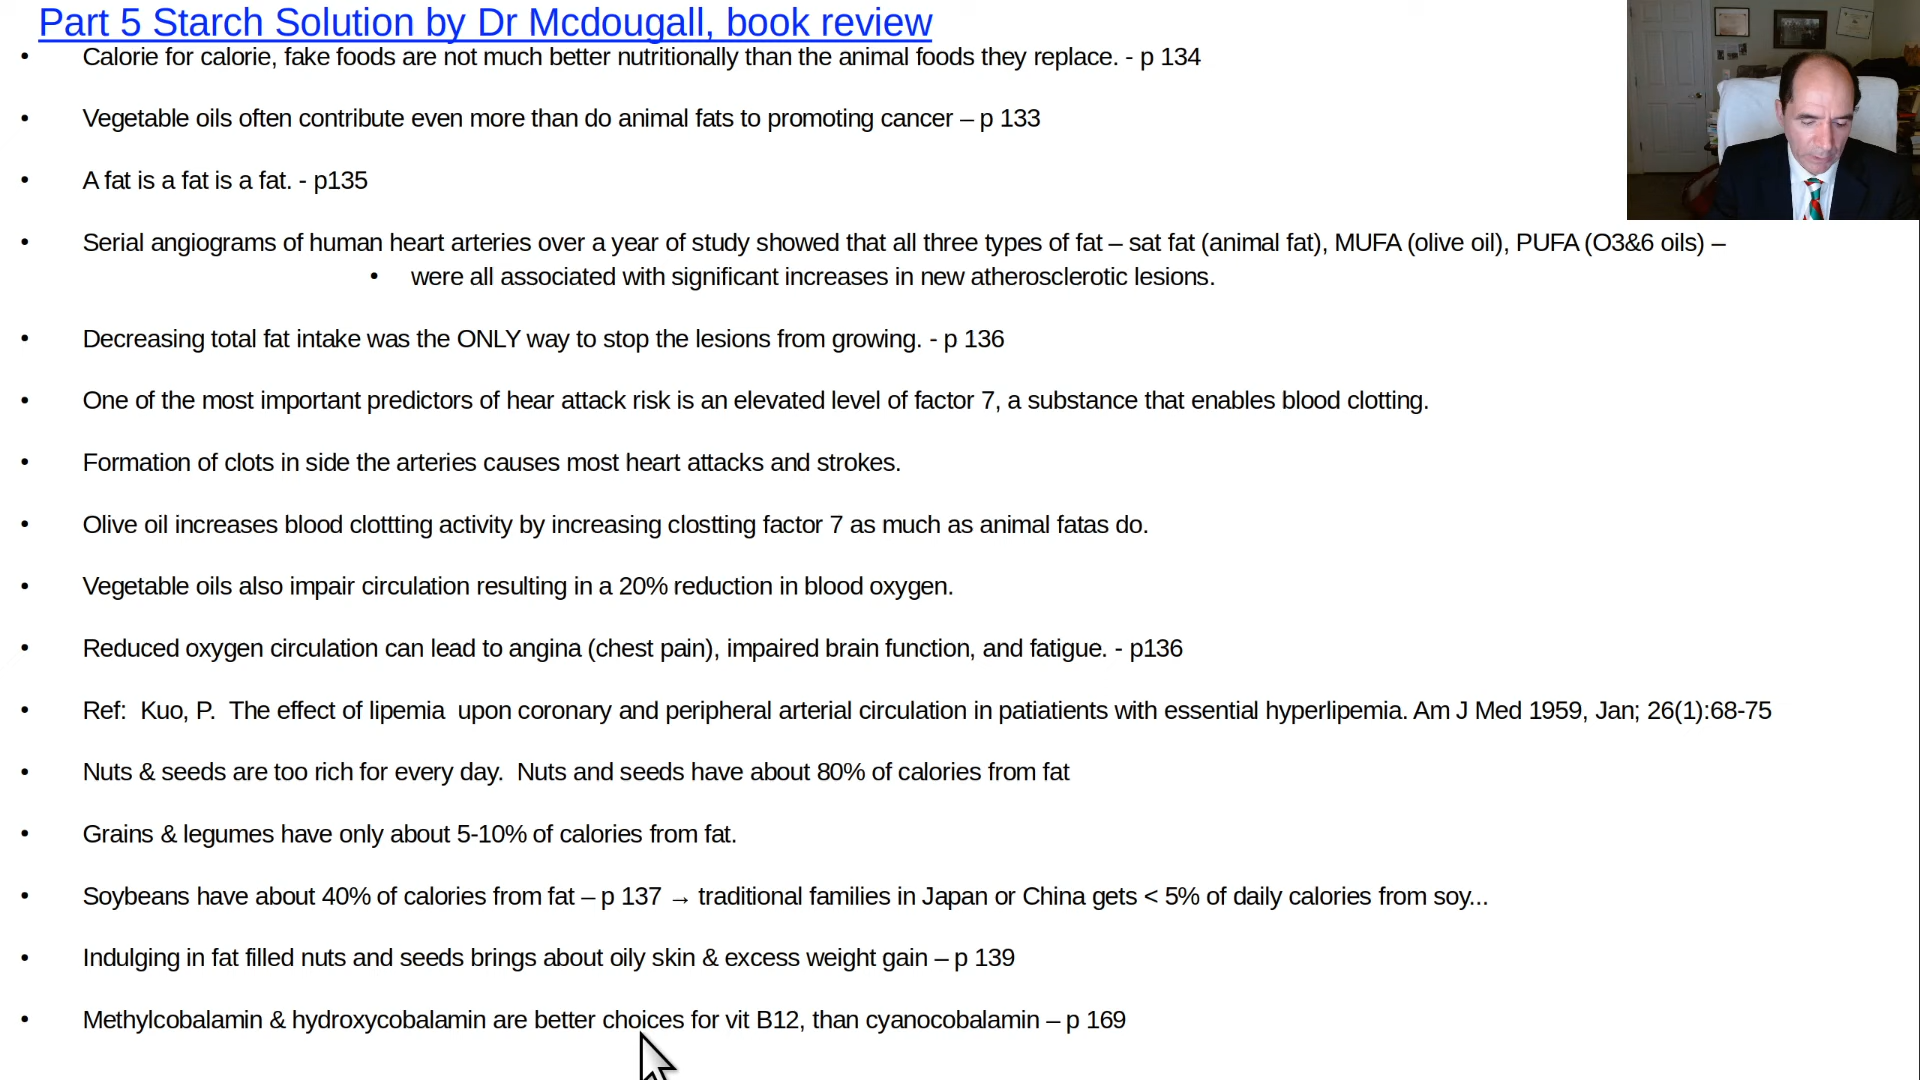 Part 5 Starch Solution by Dr Mcdougall, book review
• Calorie for calorie, fake foods are not much better nutritionally than the animal foods they replace. - p 134
• Vegetable oils often contribute even more than do animal fats to promoting cancer – p 133
• A fat is a fat is a fat. - p135
• Serial angiograms of human heart arteries over a year of study showed that all three types of fat – sat fat (animal fat), MUFA (olive oil), PUFA (O3&6 oils) –
• were all associated with significant increases in new atherosclerotic lesions.
• Decreasing total fat intake was the ONLY way to stop the lesions from growing. - p 136
• One of the most important predictors of hear attack risk is an elevated level of factor 7, a substance that enables blood clotting.
• Formation of clots in side the arteries causes most heart attacks and strokes.
• Olive oil increases blood clottting activity by increasing clostting factor 7 as much as animal fatas do.
• Vegetable oils also impair circulation resulting in a 20% reduction in blood oxygen.
• Reduced oxygen circulation can lead to angina (chest pain), impaired brain function, and fatigue. - p136
• Ref: Kuo, P. The effect of lipemia upon coronary and peripheral arterial circulation in patiatients with essential hyperlipemia. Am J Med 1959, Jan; 26(1):68-75
• Nuts & seeds are too rich for every day. Nuts and seeds have about 80% of calories from fat
• Grains & legumes have only about 5-10% of calories from fat.
• Soybeans have about 40% of calories from fat – p 137 → traditional families in Japan or China gets < 5% of daily calories from soy...
• Indulging in fat filled nuts and seeds brings about oily skin & excess weight gain – p 139
• Methylcobalamin & hydroxycobalamin are better choices for vit B12, than cyanocobalamin – p 169